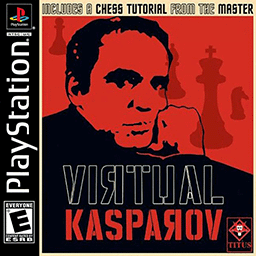 INCLUDES A CHESS TUTORIAL FROM THE MASTER
PlayStation
VIRTUAL
KASPAROV
EVERYONE
E
ESRB
TITUS